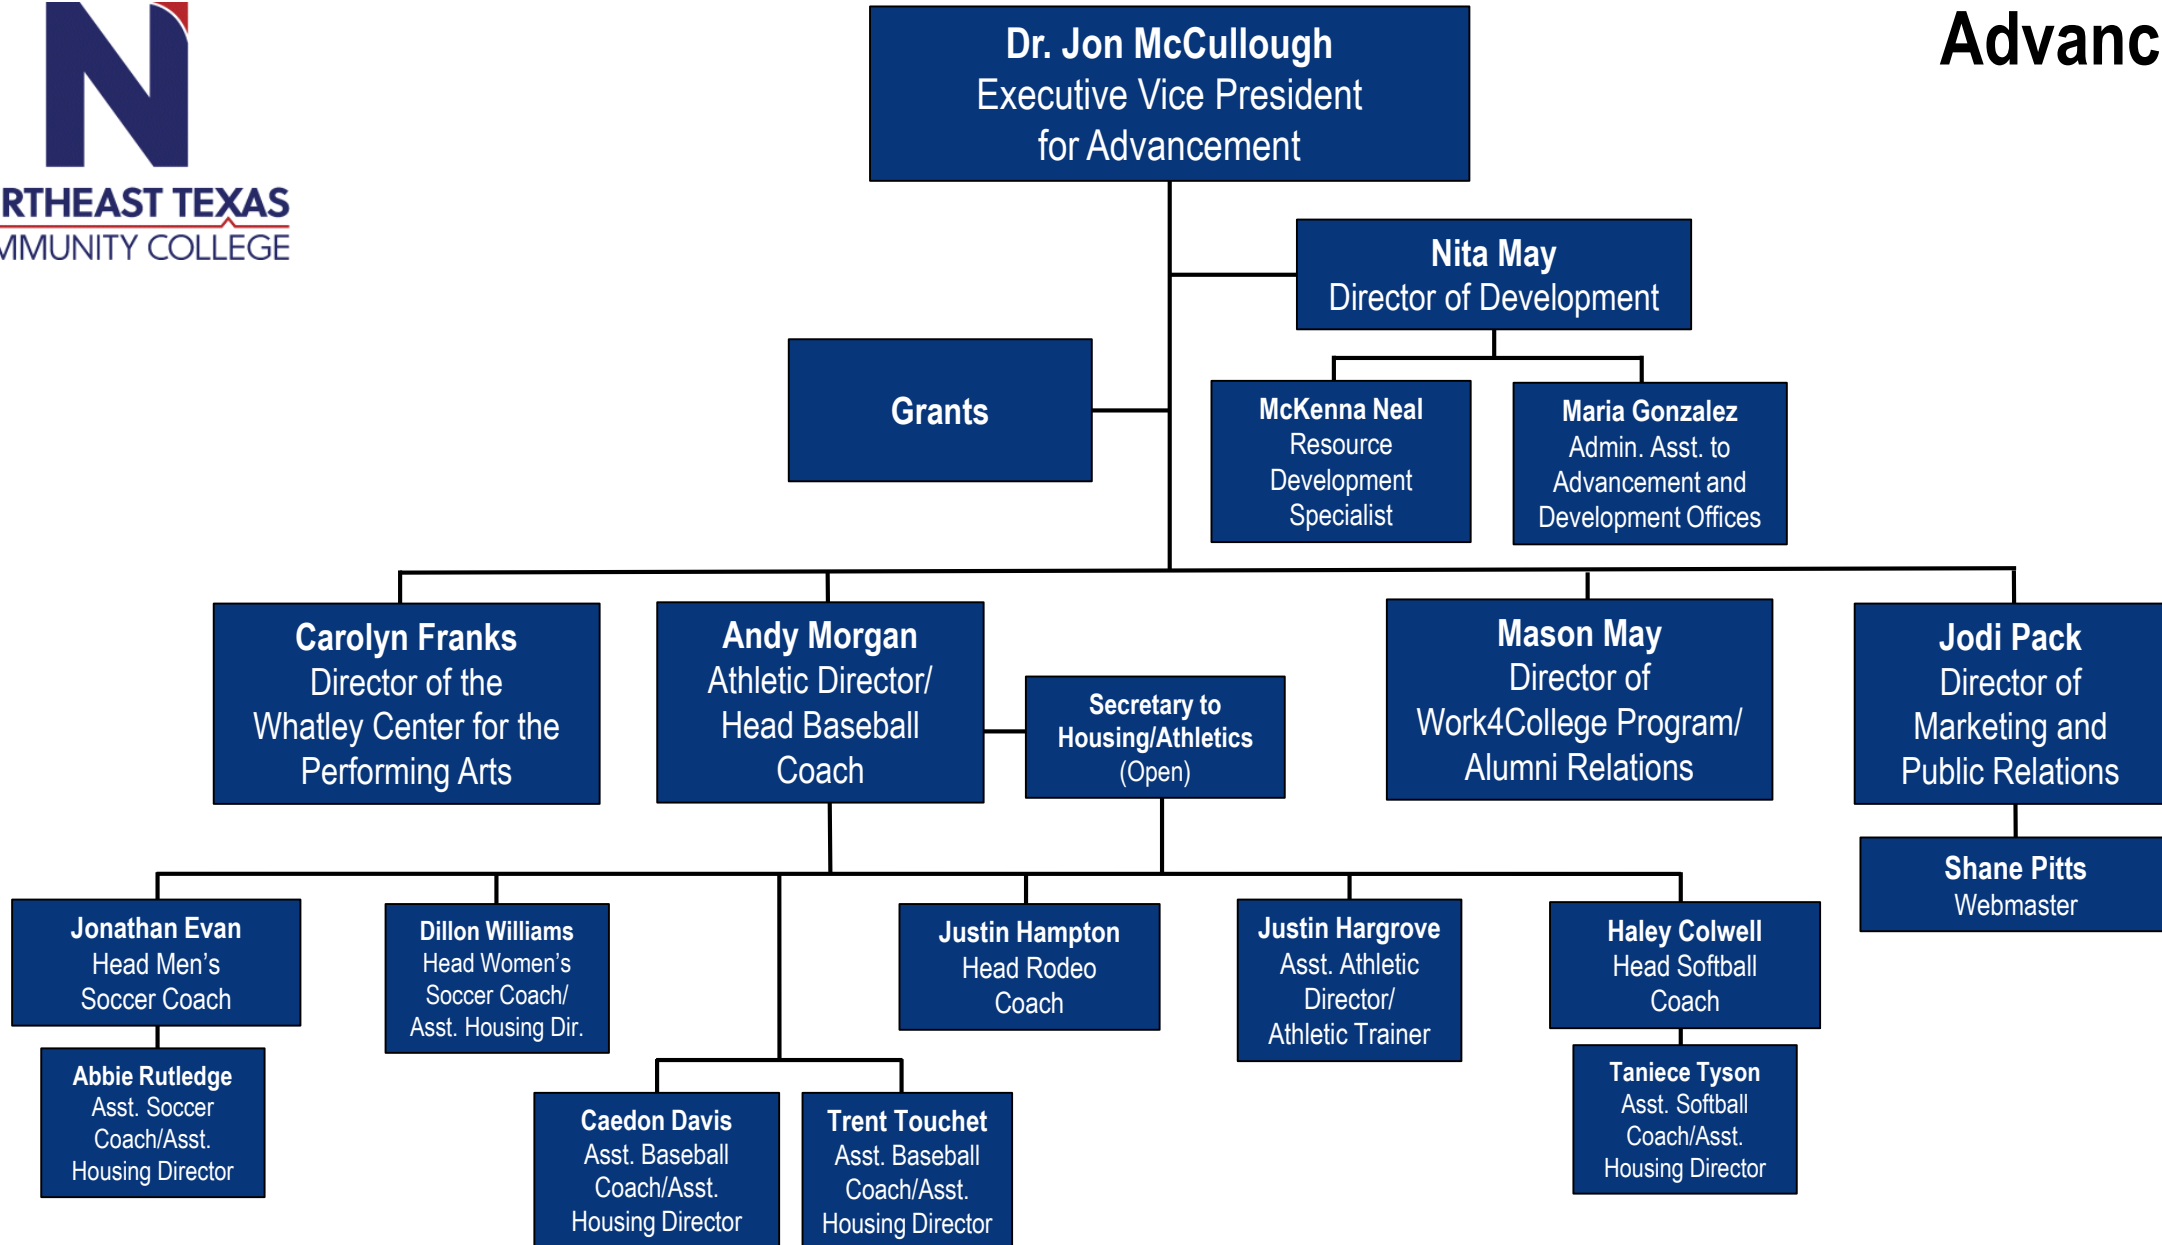 RTHEAST TEXAS
MMUNITY COLLEGE
Advanc
Dr. Jon McCullough
Executive Vice President
for Advancement
Nita May
Director of Development
Grants
McKenna Neal
Resource
Development
Specialist
Maria Gonzalez
Admin. Asst. to
Advancement and
Development Offices
Carolyn Franks
Director of the
Whatley Center for the
Performing Arts
Andy Morgan
Athletic Director/
Head Baseball
Coach
Secretary to
Housing/Athletics
(Open)
Mason May
Director of
Work4College Program/
Alumni Relations
Jodi Pack
Director of
Marketing and
Public Relations
Shane Pitts
Webmaster
Jonathan Evan
Head Men’s
Soccer Coach
Dillon Williams
Head Women’s
Soccer Coach/
Asst. Housing Dir.
Justin Hampton
Head Rodeo
Coach
Justin Hargrove
Asst. Athletic
Director/
Athletic Trainer
Haley Colwell
Head Softball
Coach
Abbie Rutledge
Asst. Soccer
Coach/Asst.
Housing Director
Caedon Davis
Asst. Baseball
Coach/Asst.
Housing Director
Trent Touchet
Asst. Baseball
Coach/Asst.
Housing Director
Taniece Tyson
Asst. Softball
Coach/Asst.
Housing Director